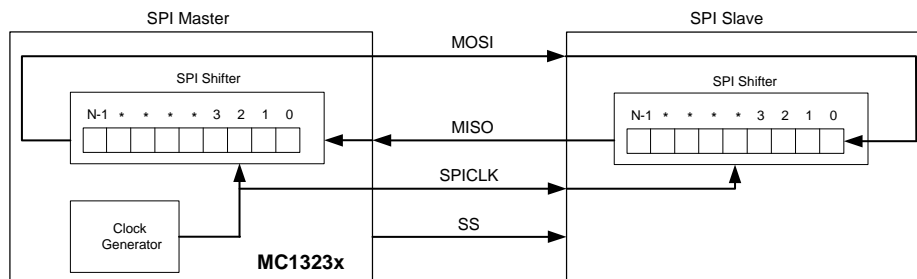 SPI Master
SPI Slave
MOSI
SPI Shifter
SPI Shifter
N-1 * * * * 3 2 1 0
N-1 * * * * 3 2 1 0
MISO
SPICLK
Clock
Generator
SS
MC1323x